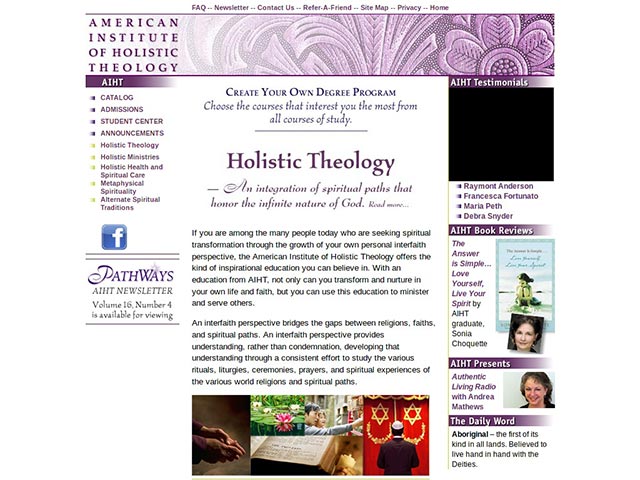 FAQ -- Newsletter -- Contact Us -- Refer-A-Friend -- Site Map -- Privacy -- Home
AMERICAN
INSTITUTE
OF HOLISTIC
THEOLOGY
AIHT
CATALOG
ADMISSIONS
STUDENT CENTER
ANNOUNCEMENTS
Holistic Theology
Holistic Ministries
Holistic Health and
Spiritual Care
Metaphysical
Spirituality
Alternate Spiritual
Traditions
f
PATHWAYS
AIHT NEWSLETTER
Volume 16, Number 4
is available for viewing
CREATE YOUR OWN DEGREE PROGRAM
Choose the courses that interest you the most from
all courses of study.
Holistic Theology
— An integration of spiritual paths that
honor the infinite nature of God. Read more...
If you are among the many people today who are seeking spiritual
transformation through the growth of your own personal interfaith
perspective, the American Institute of Holistic Theology offers the
kind of inspirational education you can believe in. With an
education from AIHT, not only can you transform and nurture in
your own life and faith, but you can use this education to minister
and serve others.
An interfaith perspective bridges the gaps between religions, faiths,
and spiritual paths. An interfaith perspective provides
understanding, rather than condemnation, developing that
understanding through a consistent effort to study the various
rituals, liturgies, ceremonies, prayers, and spiritual experiences of
the various world religions and spiritual paths.
AIHT Testimonials
Raymond Anderson
Francesca Fortunato
Maria Peth
Debra Snyder
AIHT Book Reviews
The
Answer
is Simple...
Love
Yourself,
Live Your
Spirit by
AIHT
graduate,
Sonia
Choquette
AIHT Presents
Authentic
Living Radio
with Andrea
Mathews
The Daily Word
Aboriginal – the first of its
kind in all lands. Believed to
live hand in hand with the
Deities.